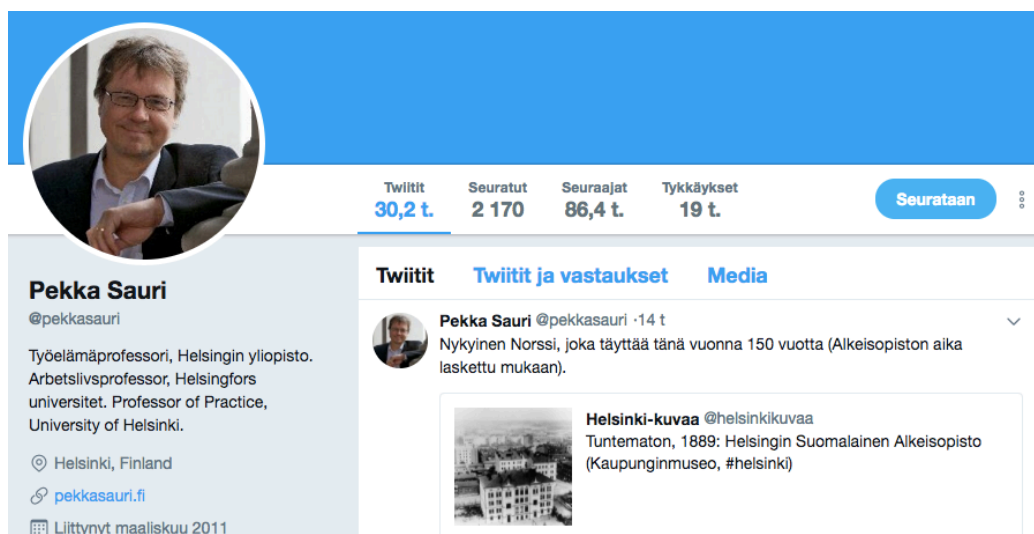 Twiitit
30,2 t.
Seuratut
2 170
Seuraajat
86,4 t.
Tykkäykset
19 t.
Seurataan
Pekka Sauri
@pekkasauri
Työelämäprofessori, Helsingin yliopisto.
Arbetslivsprofessor, Helsingfors
universitet. Professor of Practice,
University of Helsinki.
Helsinki, Finland
pekkasauri.fi
Liittynyt maaliskuu 2011
Twiitit Twiitit ja vastaukset Media
Pekka Sauri @pekkasauri ·14 t
Nykyinen Norssi, joka täyttää tänä vuonna 150 vuotta (Alkeisopiston aika
laskettu mukaan).
Helsinki-kuvaa @helsinkikuvaa
Tuntematon, 1889: Helsingin Suomalainen Alkeisopisto
(Kaupunginmuseo, #helsinki)